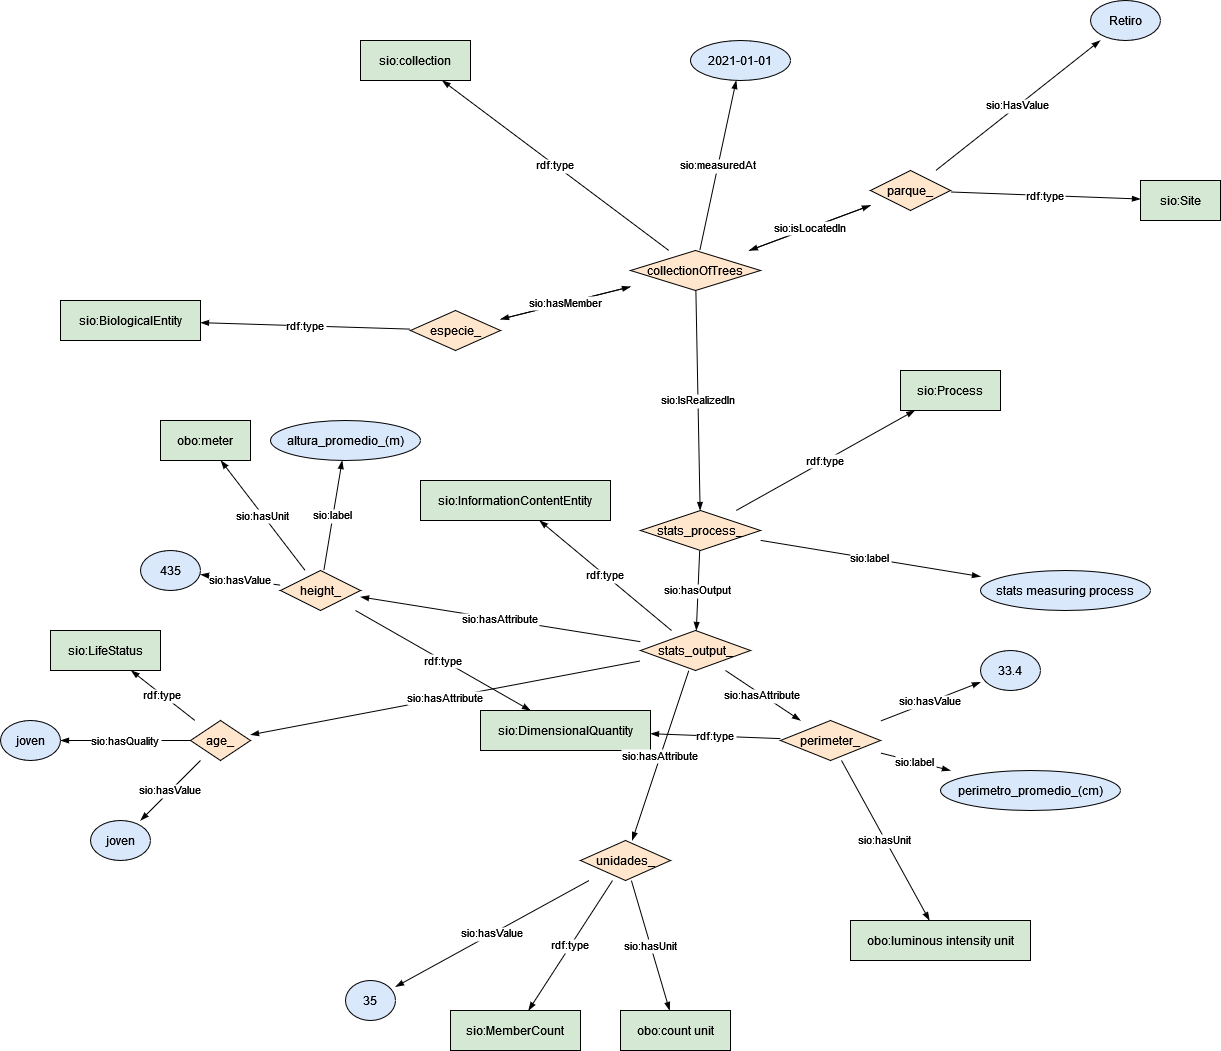 Retiro
sio:collection
2021-01-01
sio:HasValue
rdf:type
sio:measuredAt
parque_
rdf:type
sio:Site
sio:isLocatedIn
collectionOfTrees
sio:hasMember
sio:BiologicalEntity
rdf:type
especie_
sio:IsRealizedIn
sio:Process
obo:meter
altura_promedio_(m)
rdf:type
sio:InformationContentEntity
sio:hasUnit
sio:label
stats_process_
sio:label
435
sio:hasValue
rdf:type
height_
sio:hasOutput
stats measuring process
sio:hasAttribute
sio:LifeStatus
rdf:type
stats_output_
33.4
rdf:type
sio:hasAttribute
sio:hasAttribute
sio:hasValue
joven
sio:hasQuality
age_
sio:DimensionalQuantity
rdf:type
perimeter_
sio:hasAttribute
sio:label
sio:hasValue
perimetro_promedio_(cm)
joven
sio:hasUnit
unidades_
sio:hasValue
rdf:type
sio:hasUnit
obo:luminous intensity unit
35
sio:MemberCount
obo:count unit